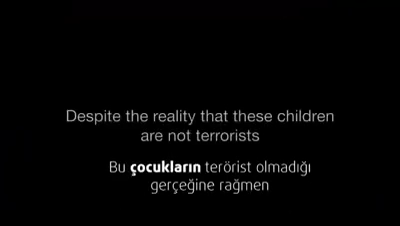 Despite the reality that these children
are not terrorists
Bu çocukların terörist olmadığı
gerçeğine rağmen